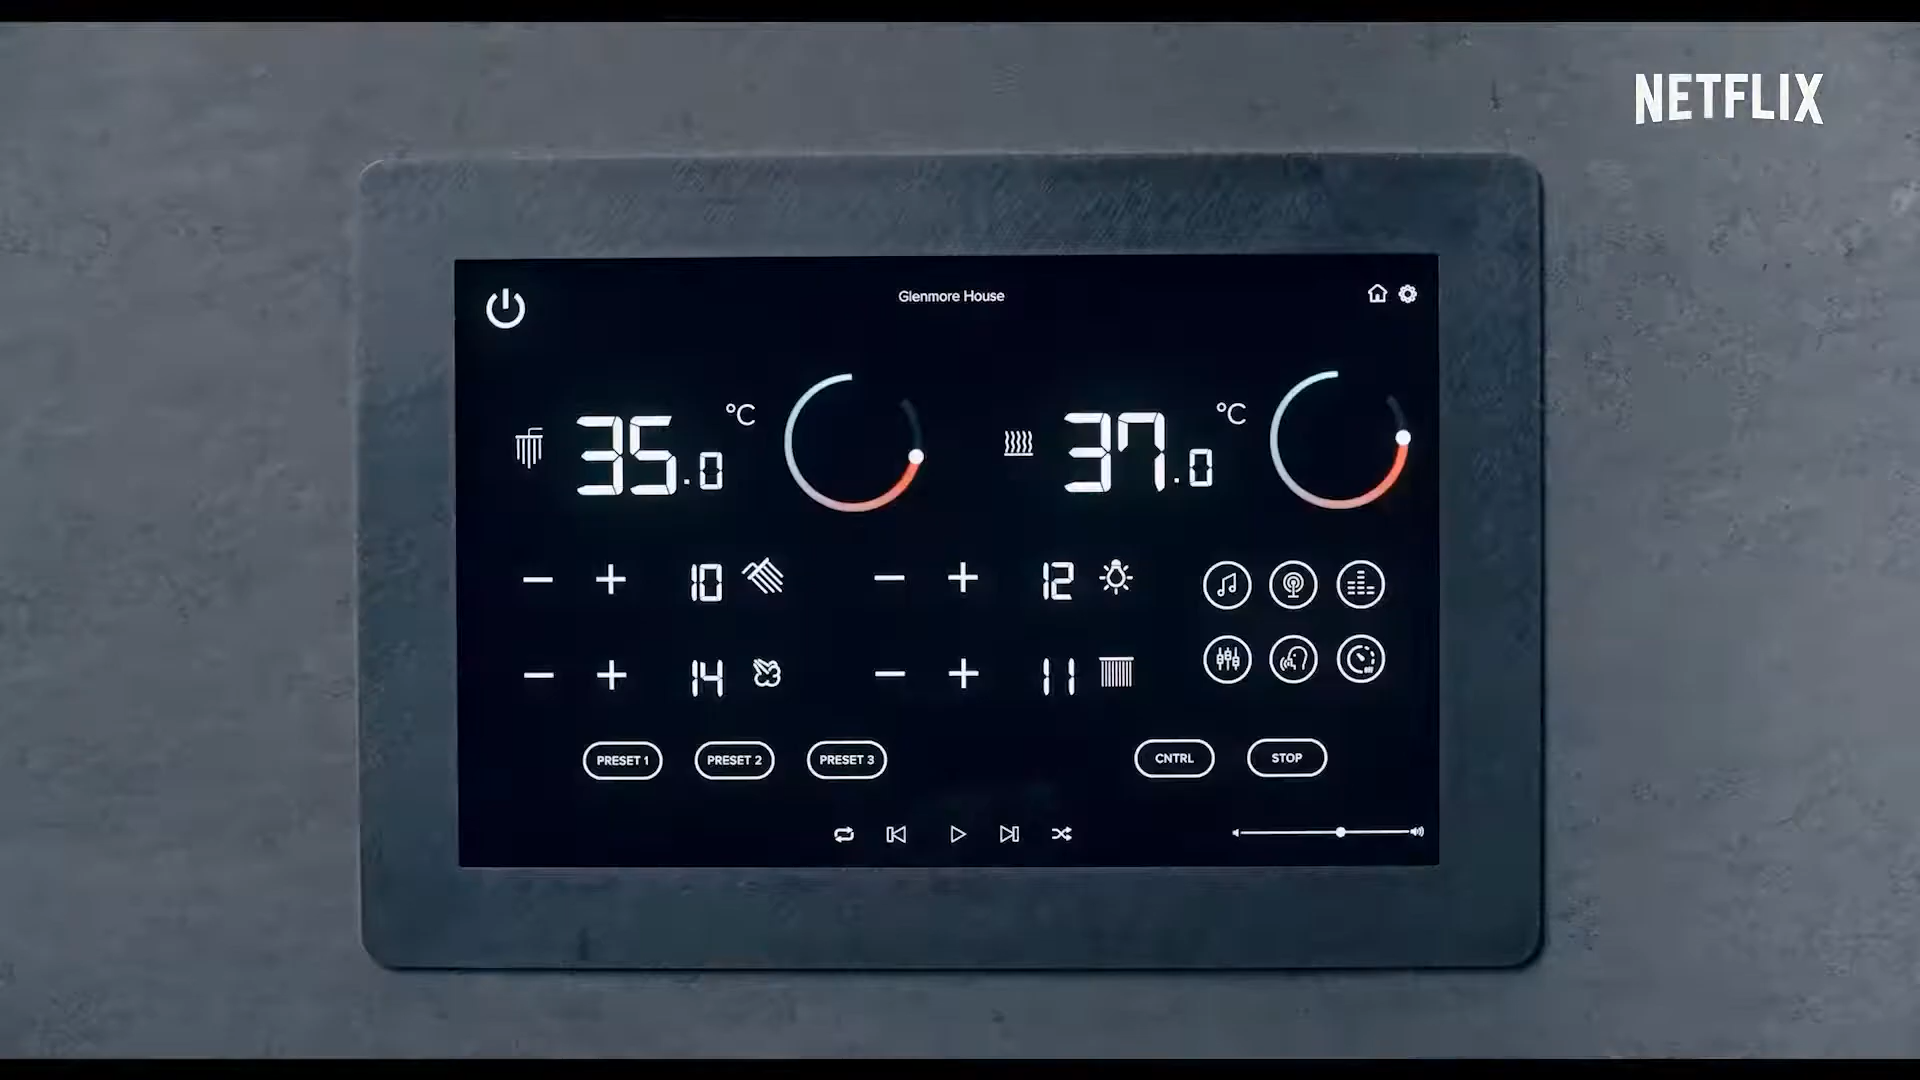 NETFLIX
Glenmore House
35.0 °C
37.0 °C
10
12
14
11
PRESET 1 PRESET 2 PRESET 3 CNTRL STOP